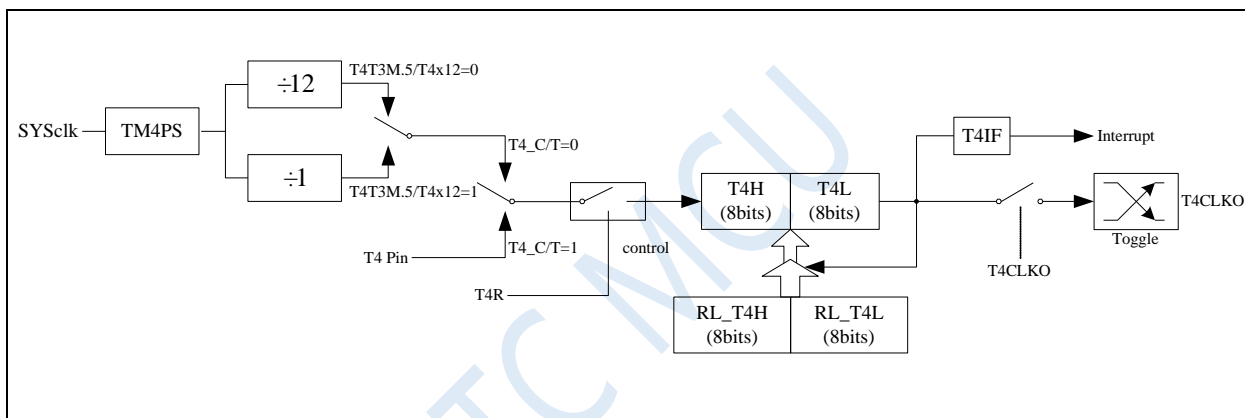 ÷12
T4T3M.5/T4x12=0
SYSclk
TM4PS
T4_C/T=0
T4IF
Interrupt
÷1
T4T3M.5/T4x12=1
T4H
(8bits)
T4L
(8bits)
T4CLKO
Toggle
T4 Pin
T4_C/T=1
control
T4CLKO
T4R
RL_T4H
(8bits)
RL_T4L
(8bits)
TC MCU